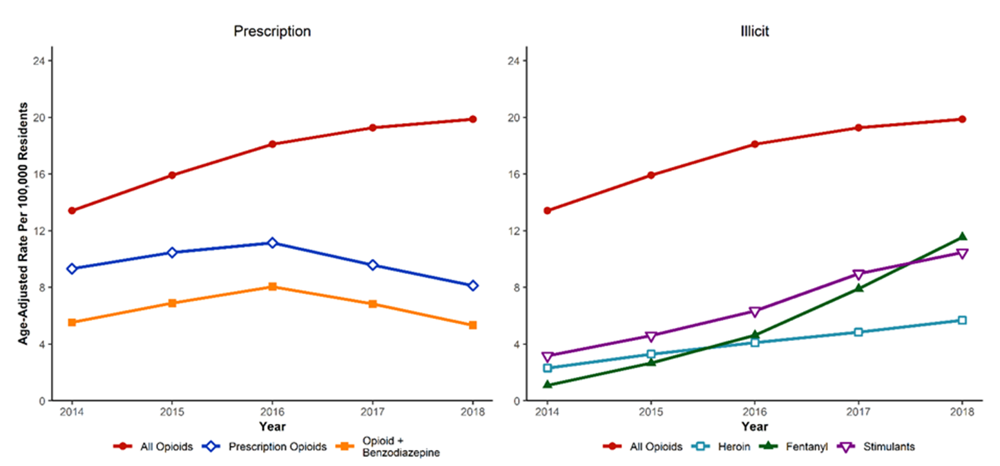 Prescription
Age-Adjusted Rate Per 100,000 Residents
24
20
16
12
8
4
0
2014 2015 2016 2017 2018
Year
All Opioids Prescription Opioids Opioid +
Benzodiazepine
Illicit
24
20
16
12
8
4
0
2014 2015 2016 2017 2018
Year
All Opioids Heroin Fentanyl Stimulants